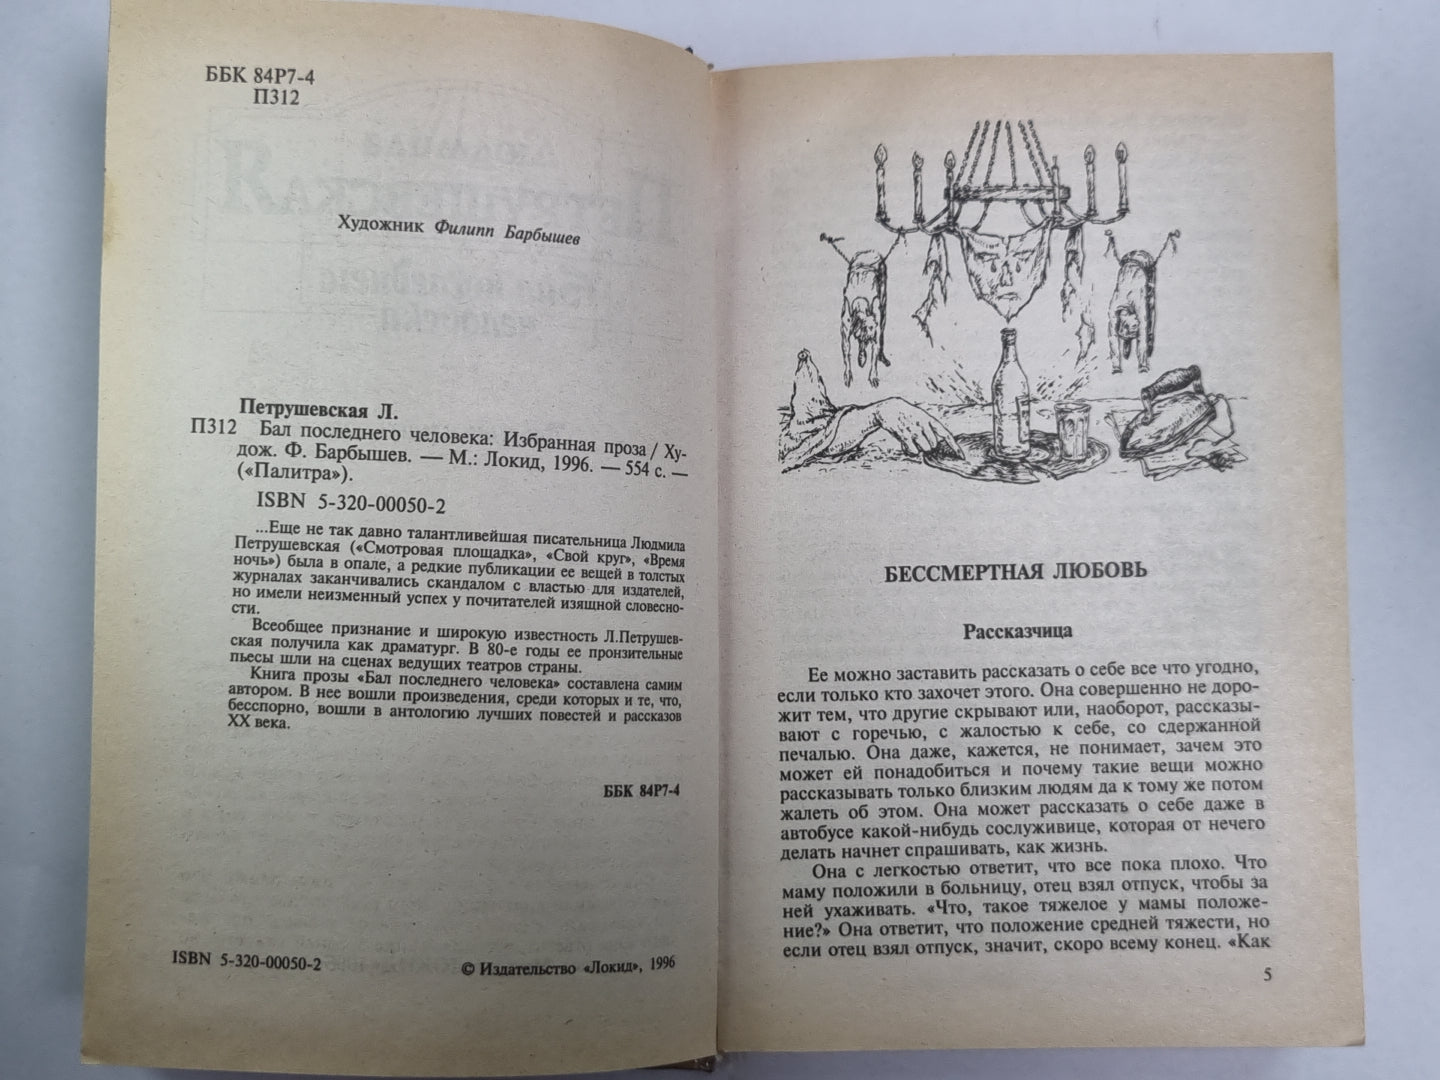 ББК 84Р7-4
П312
Художник Филипп Барбышев
Петрушевская Л.
П312 Бал последнего человека: Избранная проза / Ху-
дож. Ф. Барбышев. — М.: Локид, 1996. — 554 с. —
(«Палитра»).
ISBN 5-320-00050-2
...Еще не так давно талантливейшая писательница Людмила
Петрушевская («Смотровая площадка», «Свой круг», «Время
ночь») была в опале, а редкие публикации ее вещей в толстых
журналах заканчивались скандалом с властью для издателей,
но имели неизменный успех у почитателей изящной словесно-
сти.
Всеобщее признание и широкую известность Л.Петрушев-
ская получила как драматург. В 80-е годы ее пронзительные
пьесы шли на сценах ведущих театров страны.
Книга прозы «Бал последнего человека» составлена самим
автором. В нее вошли произведения, среди которых и те, что,
бесспорно, вошли в антологию лучших повестей и рассказов
XX века.
ББК 84Р7-4
ISBN 5-320-00050-2
© Издательство «Локид», 1996
БЕССМЕРТНАЯ ЛЮБОВЬ
Рассказчица
Ее можно заставить рассказать о себе все что угодно,
если только кто захочет этого. Она совершенно не доро-
жит тем, что другие скрывают или, наоборот, рассказы-
вают с горечью, с жалостью к себе, со сдержанной
печалью. Она даже, кажется, не понимает, зачем это
может ей понадобиться и почему такие вещи можно
рассказывать только близким людям да к тому же потом
жалеть об этом. Она может рассказать о себе даже в
автобусе какой-нибудь сослуживице, которая от нечего
делать начнет спрашивать, как жизнь.
Она с легкостью ответит, что все пока плохо. Что
маму положили в больницу, отец взял отпуск, чтобы за
ней ухаживать. «Что, такое тяжелое у мамы положе-
ние?» Она ответит, что положение средней тяжести, но
если отец взял отпуск, значит, скоро всему конец. «Как
5